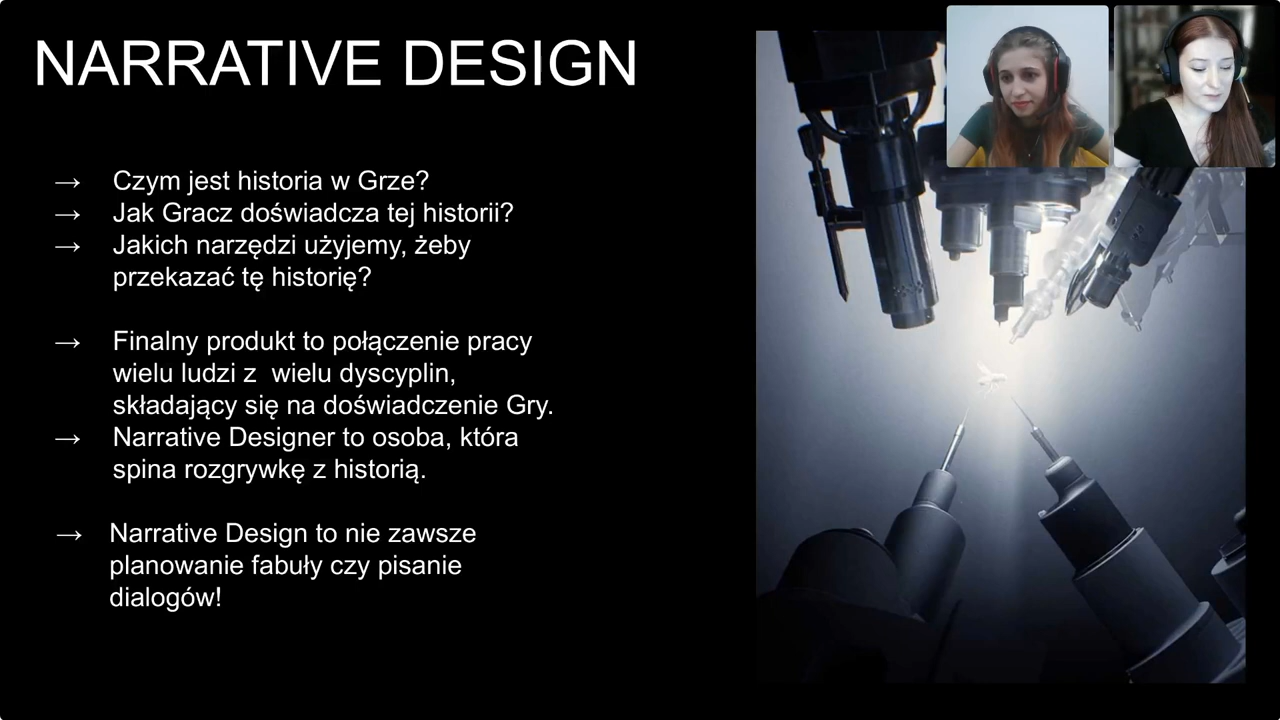 NARRATIVE DESIGN
→ Czym jest historia w Grze?
→ Jak Gracz doświadcza tej historii?
→ Jakich narzędzi użyjemy, żeby
przekazać tę historię?
→ Finalny produkt to połączenie pracy
wielu ludzi z  wielu dyscyplin,
składający się na doświadczenie Gry.
→ Narrative Designer to osoba, która
spina rozgrywkę z historią.
→ Narrative Design to nie zawsze
planowanie fabuły czy pisanie
dialogów!